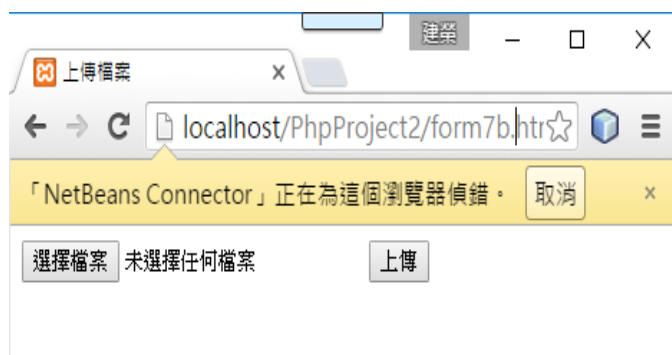 建榮
上傳檔案
localhost/PhpProject2/form7b.htm
「NetBeans Connector」正在為這個瀏覽器偵錯。 取消
選擇檔案 未選擇任何檔案 上傳